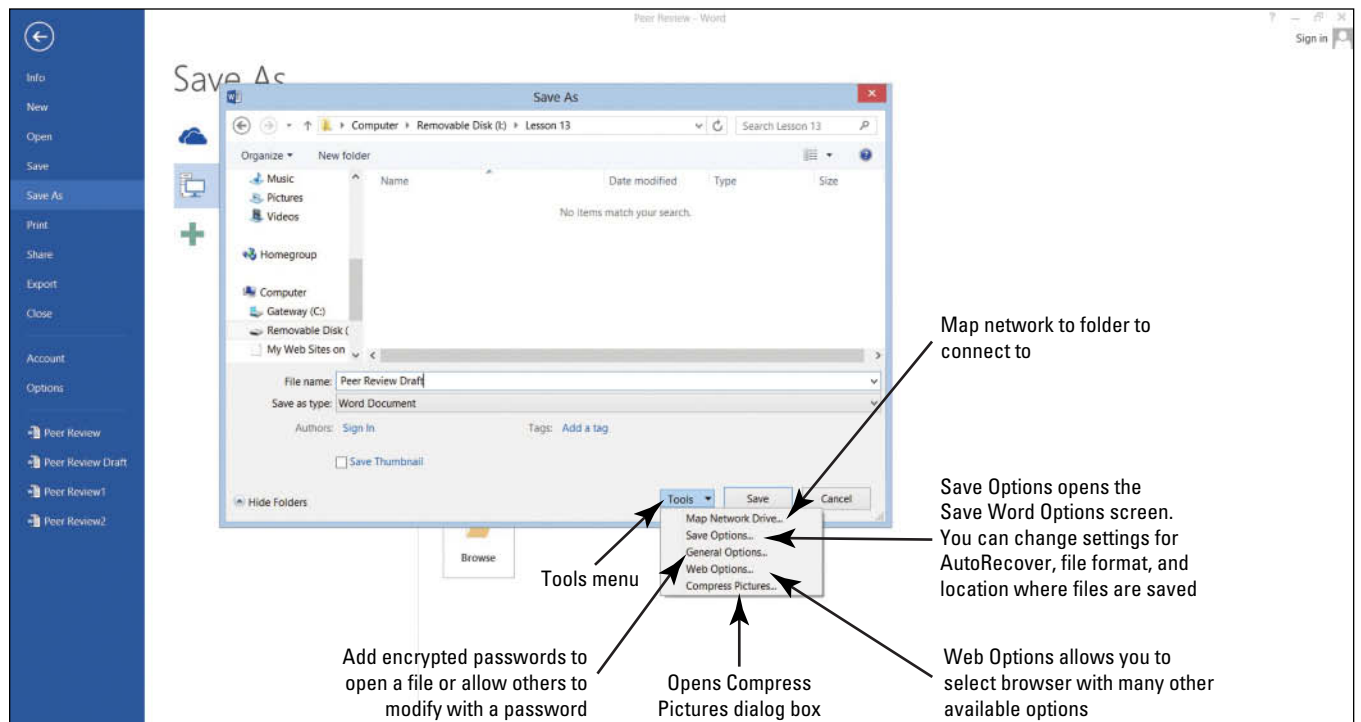 Peer Review - Word
?
Sign in
Info
New
Open
Save
Save As
Print
Share
Export
Close
Account
Options
Peer Review
Peer Review Draft
Peer Review1
Peer Review2
Save As
Save As
Computer
Removable Disk (I:)
Lesson 13
Search Lesson 13
Organize
New folder
Music
Pictures
Videos
Homegroup
Computer
Gateway (C:)
Removable Disk (
My Web Sites on
Name
Date modified
Type
Size
No items match your search.
File name: Peer Review Draft
Save as type: Word Document
Authors: Sign In
Tags: Add a tag
Save Thumbnail
Hide Folders
Tools
Save
Cancel
Map Network Drive...
Save Options...
General Options...
Web Options...
Compress Pictures...
Browse
Tools menu
Map network to folder to
connect to
Save Options opens the
Save Word Options screen.
You can change settings for
AutoRecover, file format, and
location where files are saved
Add encrypted passwords to
open a file or allow others to
modify with a password
Opens Compress
Pictures dialog box
Web Options allows you to
select browser with many other
available options